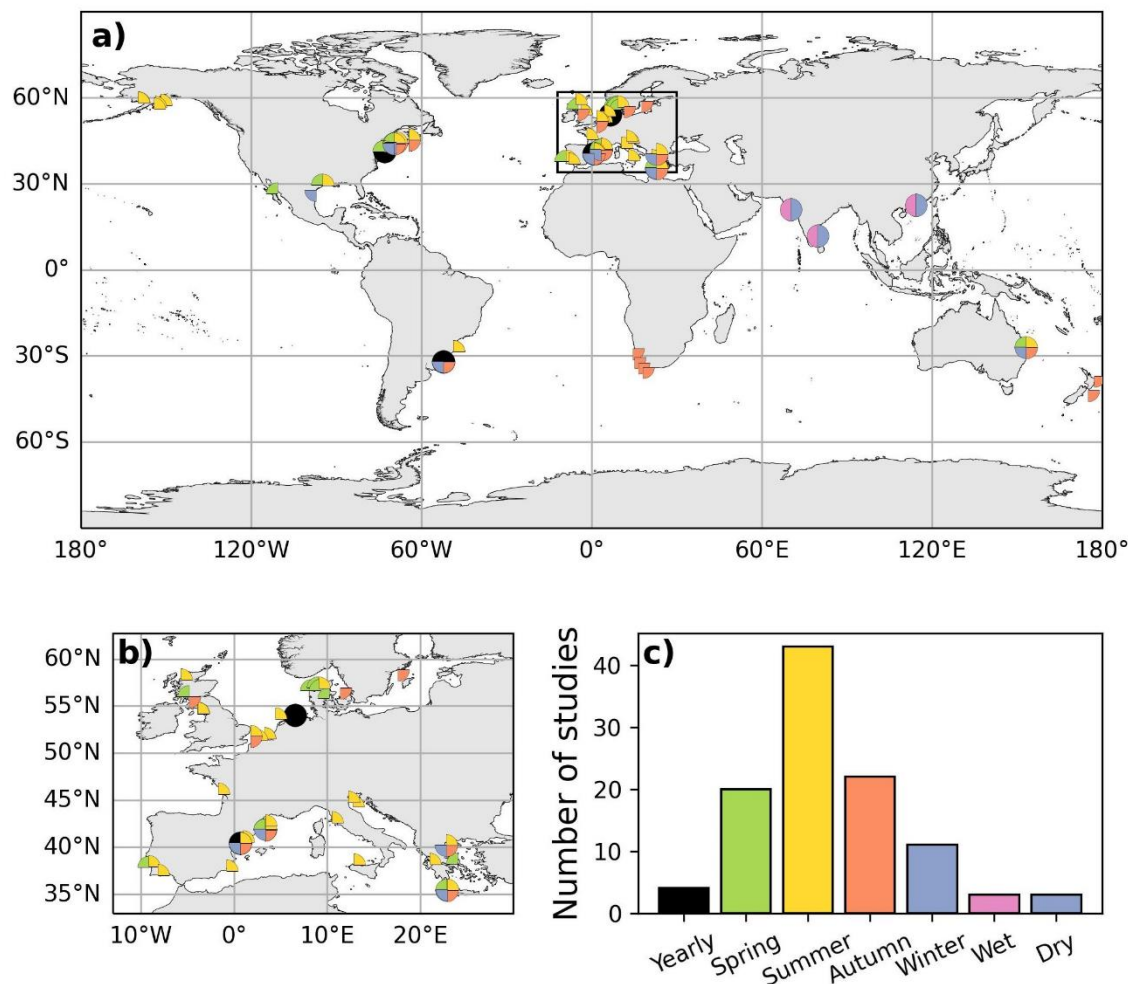 a)
60°N
30°N
0°
30°S
60°S
180° 120°W 60°W 0° 60°E 120°E 180°
b)
60°N
55°N
50°N
45°N
40°N
35°N
10°W 0° 10°E 20°E
c)
Number of studies
40
30
20
10
0
Yearly Spring Summer Autumn Winter Wet Dry